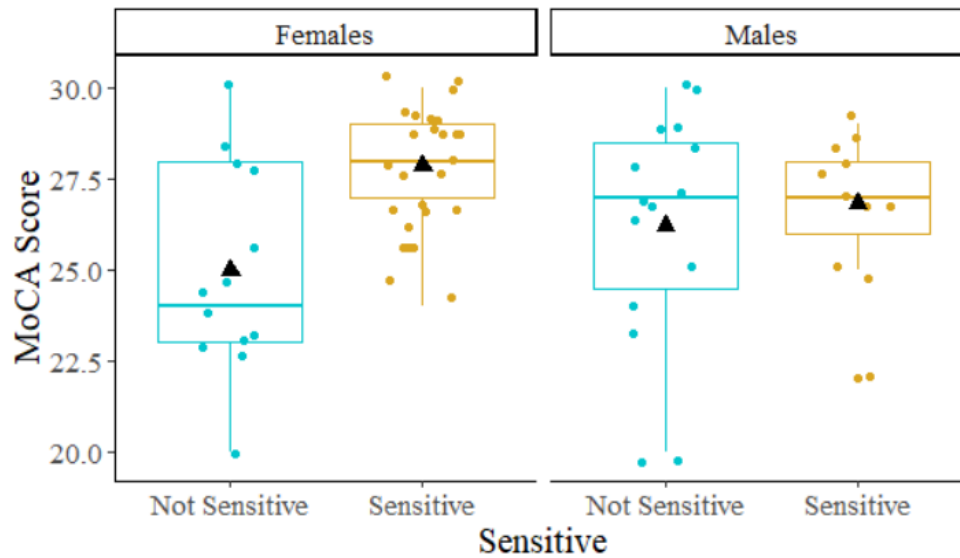 Females Males
MoCA Score
30.0
27.5
25.0
22.5
20.0
Not Sensitive Sensitive Not Sensitive Sensitive
Sensitive